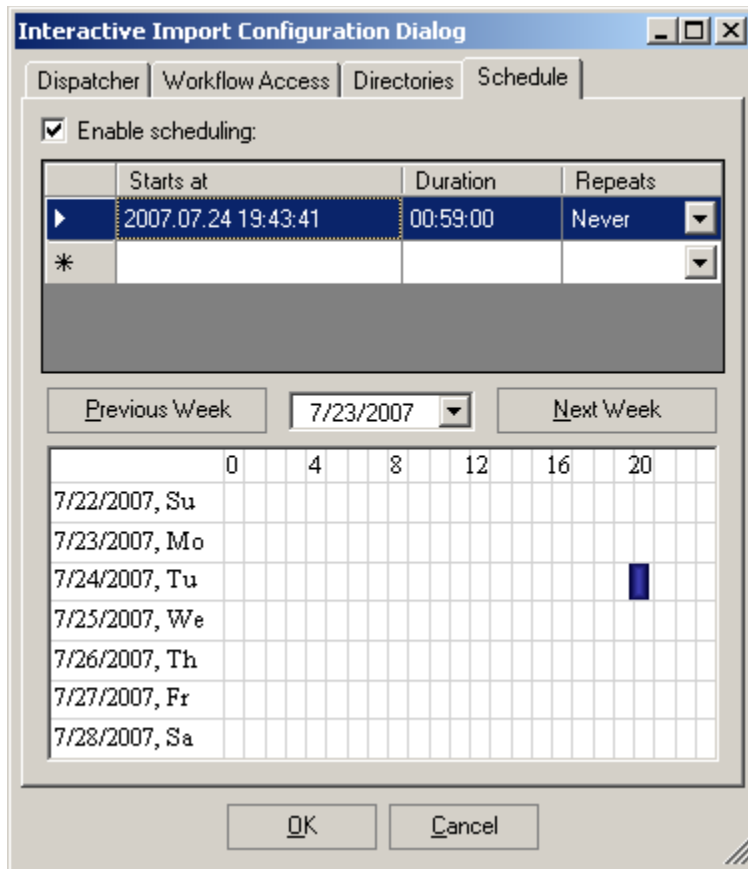 Interactive Import Configuration Dialog
Dispatcher Workflow Access Directories Schedule
Enable scheduling:
Starts at Duration Repeats
2007.07.24 19:43:41 00:59:00 Never
*
Previous Week 7/23/2007 Next Week
0 4 8 12 16 20
7/22/2007, Su
7/23/2007, Mo
7/24/2007, Tu
7/25/2007, We
7/26/2007, Th
7/27/2007, Fr
7/28/2007, Sa
OK Cancel